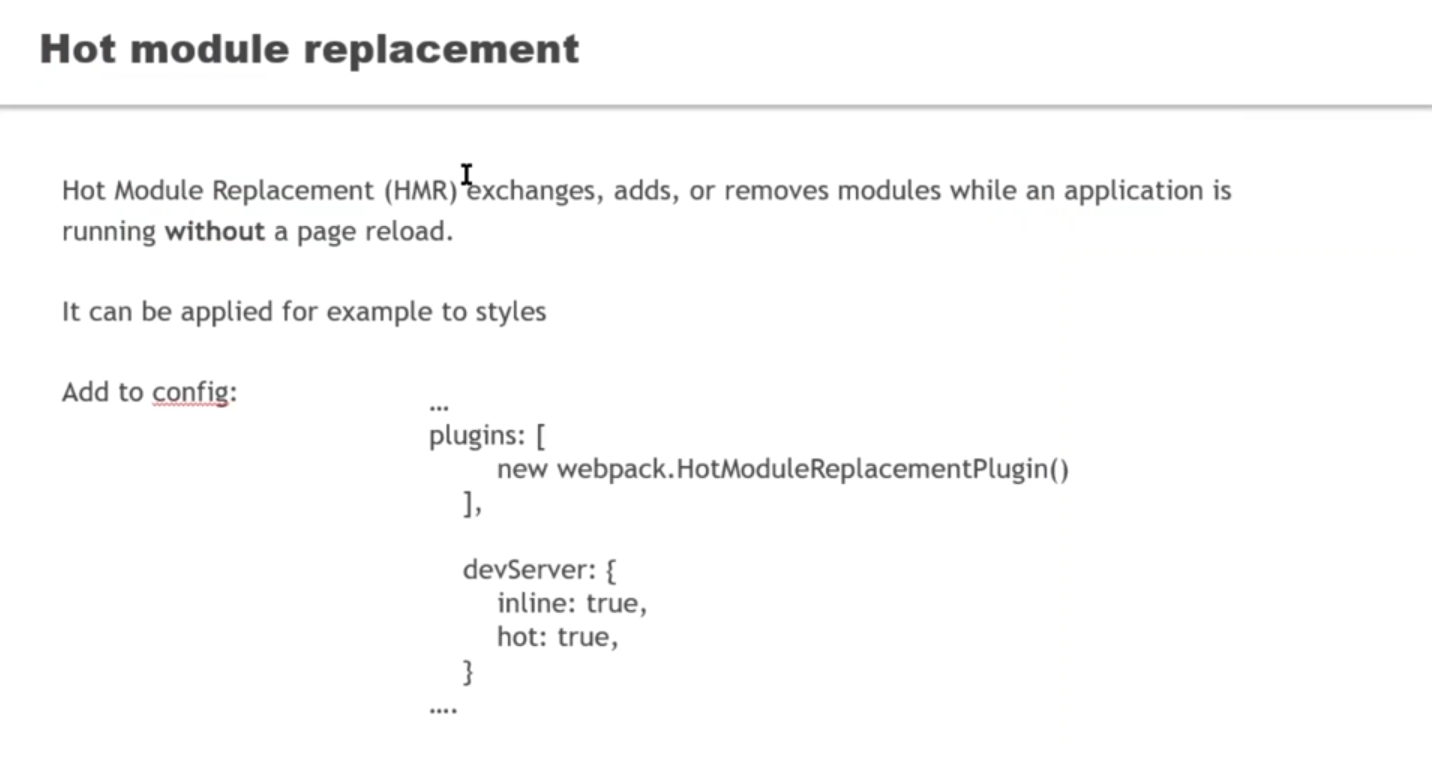 Hot module replacement
Hot Module Replacement (HMR) exchanges, adds, or removes modules while an application is
running without a page reload.
It can be applied for example to styles
Add to config:
...
plugins: [
new webpack.HotModuleReplacementPlugin()
],
devServer: {
inline: true,
hot: true,
}
....